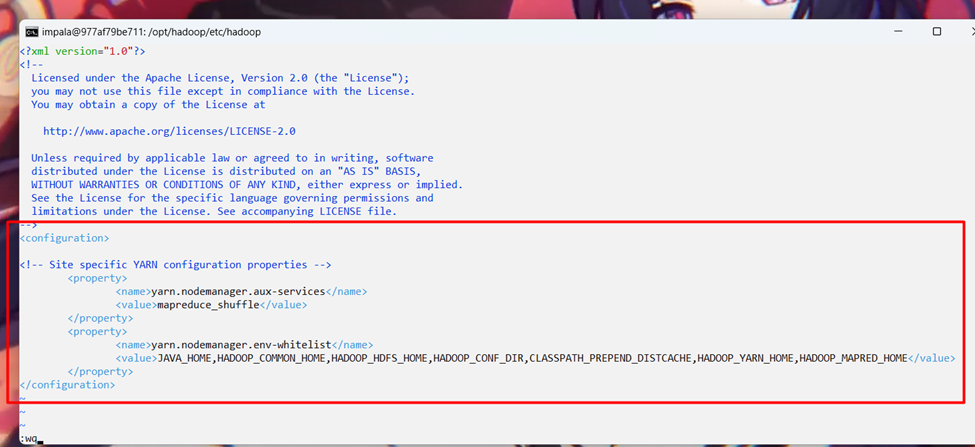 impala@977af79be711: /opt/hadoop/etc/hadoop
<?xml version="1.0"?>
<!--
  Licensed under the Apache License, Version 2.0 (the "License");
  you may not use this file except in compliance with the License.
  You may obtain a copy of the License at

    http://www.apache.org/licenses/LICENSE-2.0

  Unless required by applicable law or agreed to in writing, software
  distributed under the License is distributed on an "AS IS" BASIS,
  WITHOUT WARRANTIES OR CONDITIONS OF ANY KIND, either express or implied.
  See the License for the specific language governing permissions and
  limitations under the License. See accompanying LICENSE file.
-->
<configuration>

<!-- Site specific YARN configuration properties -->
        <property>
                <name>yarn.nodemanager.aux-services</name>
                <value>mapreduce_shuffle</value>
        </property>
        <property>
                <name>yarn.nodemanager.env-whitelist</name>
                <value>JAVA_HOME,HADOOP_COMMON_HOME,HADOOP_HDFS_HOME,HADOOP_CONF_DIR,CLASSPATH_PREPEND_DISTCACHE,HADOOP_YARN_HOME,HADOOP_MAPRED_HOME</value>
        </property>
</configuration>
~
~
~
:wq